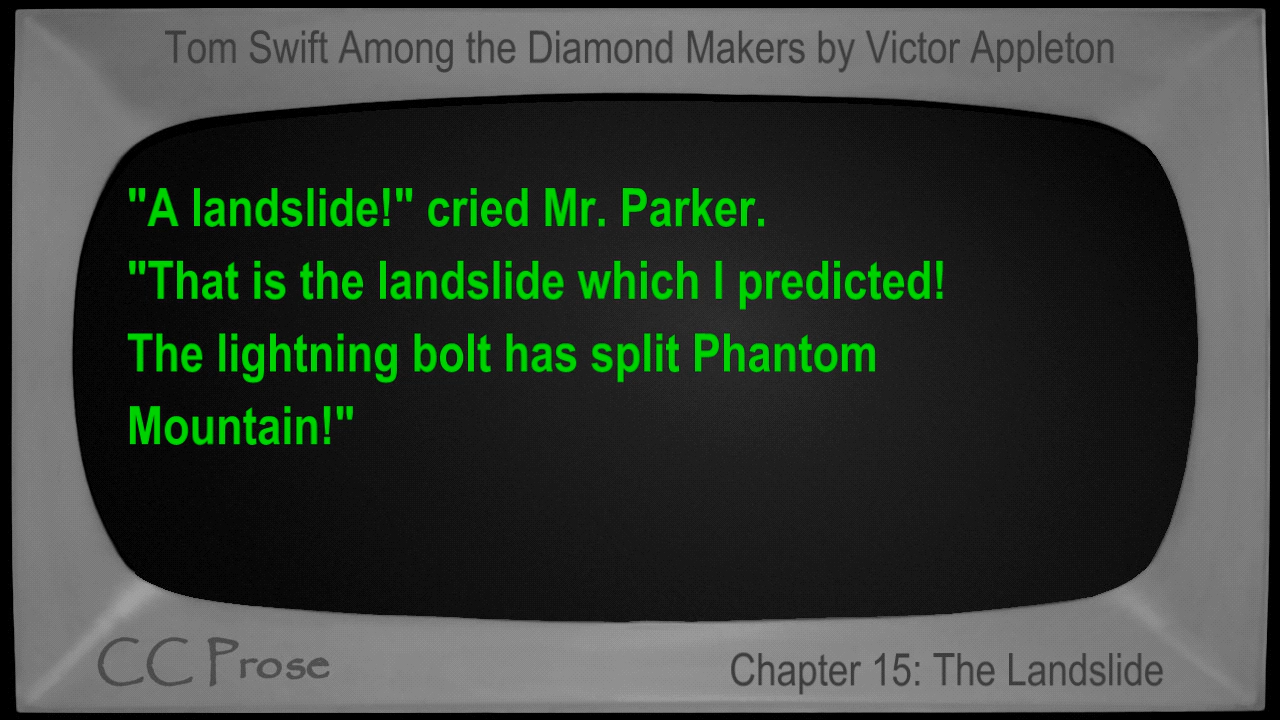 Tom Swift Among the Diamond Makers by Victor Appleton
"A landslide!" cried Mr. Parker.
"That is the landslide which I predicted!
The lightning bolt has split Phantom
Mountain!"
CC Prose
Chapter 15: The Landslide